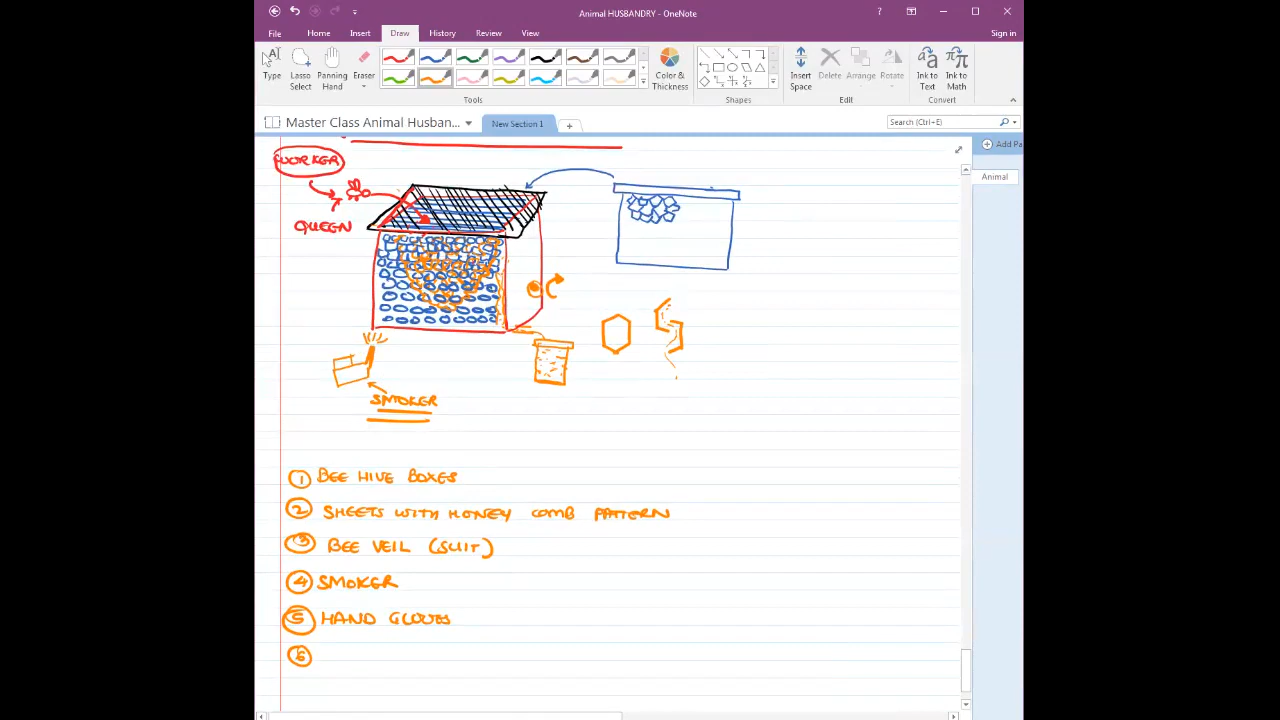 Animal HUSBANDRY - OneNote
?
File Home Insert Draw History Review View
Sign in
Type
Lasso Select
Panning Hand
Eraser
Color & Thickness
Insert Space
Delete
Arrange
Rotate
Ink to Text
Ink to Math
Tools
Shapes
Edit
Convert
Master Class Animal Husban...
New Section 1
Search (Ctrl+E)
Add Pa
Animal
WORKER
QUEEN
SMOKER
1 BEE HIVE BOXES
2 SHEETS WITH HONEY COMB PATTERN
3 BEE VEIL (SUIT)
4 SMOKER
5 HAND GLOVES
6